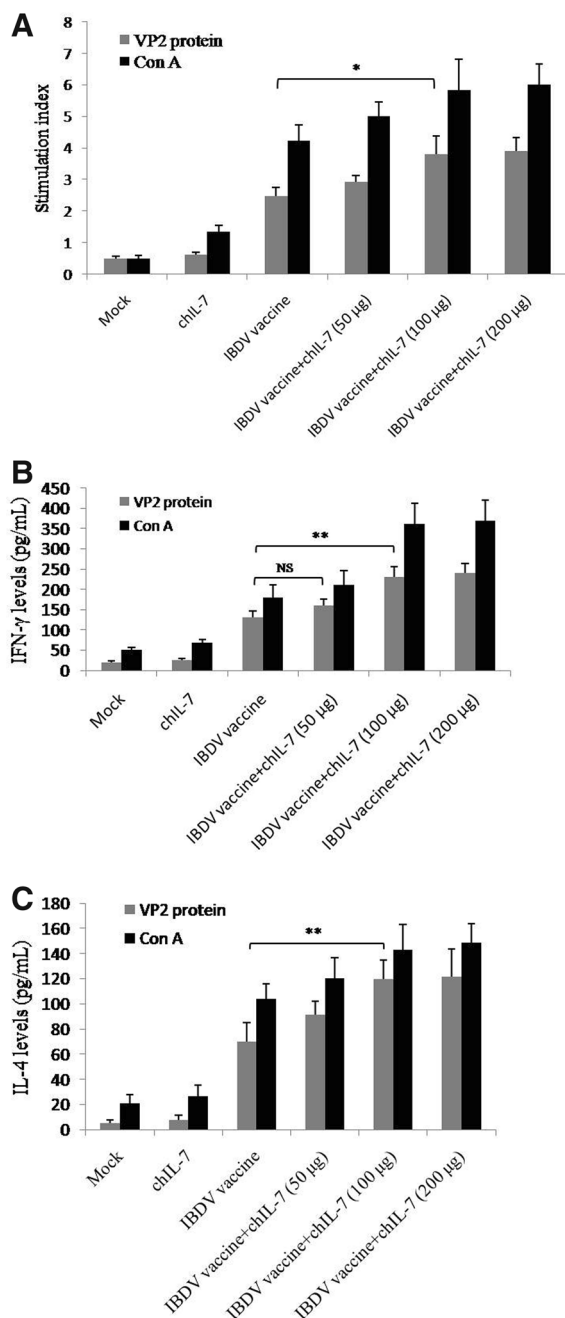 A
VP2 protein
Con A
*
8
7
6
5
4
3
2
1
0
Stimulation index
Mock
chIL-7
IBDV vaccine
IBDV vaccine+chIL-7 (50 µg)
IBDV vaccine+chIL-7 (100 µg)
IBDV vaccine+chIL-7 (200 µg)
B
VP2 protein
Con A
**
NS
450
400
350
300
250
200
150
100
50
0
IFN-γ levels (pg/mL)
Mock
chIL-7
IBDV vaccine
IBDV vaccine+chIL-7 (50 µg)
IBDV vaccine+chIL-7 (100 µg)
IBDV vaccine+chIL-7 (200 µg)
C
VP2 protein
Con A
**
180
160
140
120
100
80
60
40
20
0
IL-4 levels (pg/mL)
Mock
chIL-7
IBDV vaccine
IBDV vaccine+chIL-7 (50 µg)
IBDV vaccine+chIL-7 (100 µg)
IBDV vaccine+chIL-7 (200 µg)